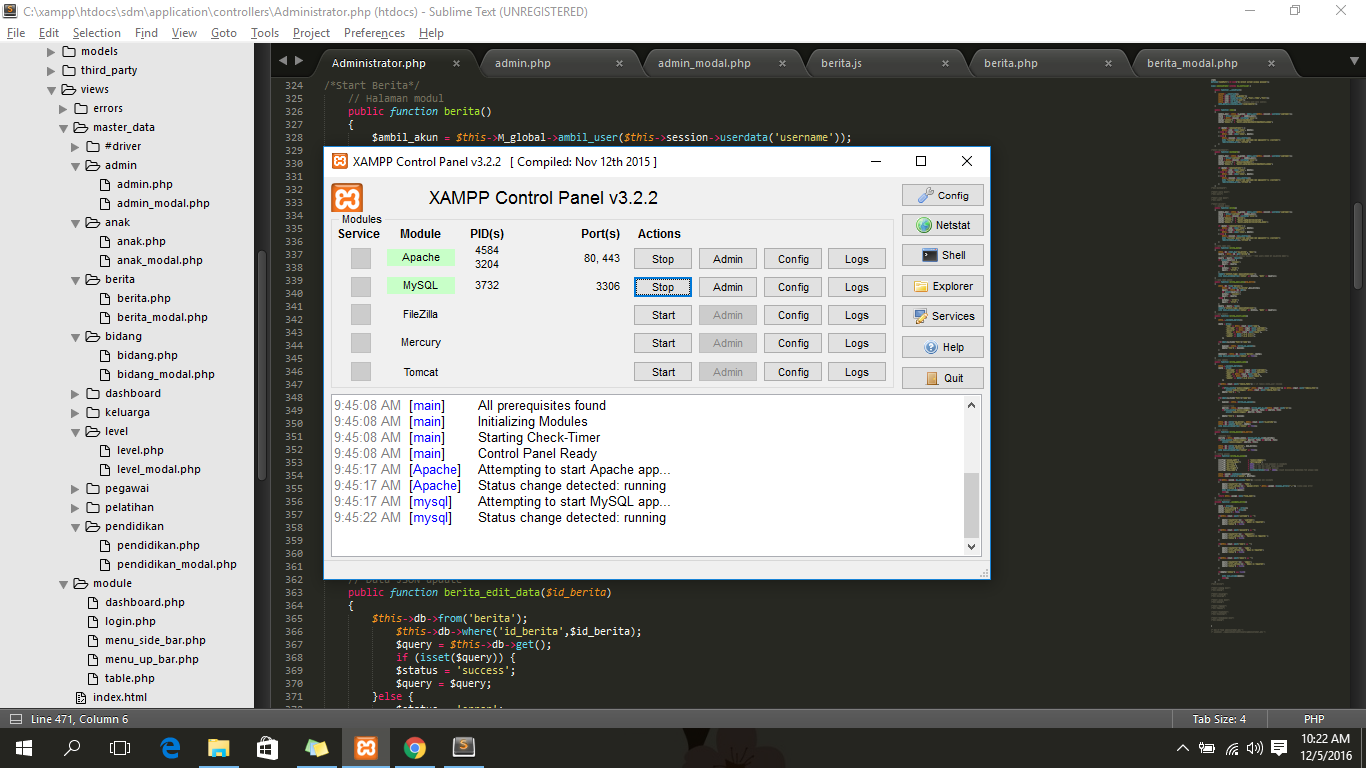 C:\xampp\htdocs\sdm\application\controllers\Administrator.php (htdocs) - Sublime Text (UNREGISTERED)
File Edit Selection Find View Goto Tools Project Preferences Help
models
third_party
views
errors
master_data
#driver
admin
admin.php
admin_modal.php
anak
anak.php
anak_modal.php
berita
berita.php
berita_modal.php
bidang
bidang.php
bidang_modal.php
dashboard
keluarga
level
level.php
level_modal.php
pegawai
pelatihan
pendidikan
pendidikan.php
pendidikan_modal.php
module
dashboard.php
login.php
menu_side_bar.php
menu_up_bar.php
table.php
index.html
Administrator.php × admin.php × admin_modal.php × berita.js × berita.php × berita_modal.php ×
324 /*Start Berita*/
325 // Halaman modul
326 public function berita()
327 {
328 $ambil_akun = $this->M_global->ambil_user($this->session->userdata('username'));
329
330
331
332
333
334
335
336
337
338
339
340
341
342
343
344
345
346
347
348
349
350
351
352
353
354
355
356
357
358
359
360
361
362 // Data JSON update
363 public function berita_edit_data($id_berita)
364 {
365 $this->db->from('berita');
366 $this->db->where('id_berita',$id_berita);
367 $query = $this->db->get();
368 if (isset($query)) {
369 $status = 'success';
370 $query = $query;
371 }else {
XAMPP Control Panel v3.2.2 [ Compiled: Nov 12th 2015 ]
XAMPP Control Panel v3.2.2
Modules
Service Module PID(s) Port(s) Actions
Apache 4584 3204 80, 443 Stop Admin Config Logs
MySQL 3732 3306 Stop Admin Config Logs
FileZilla Start Admin Config Logs
Mercury Start Admin Config Logs
Tomcat Start Admin Config Logs
Config
Netstat
Shell
Explorer
Services
Help
Quit
9:45:08 AM [main] All prerequisites found
9:45:08 AM [main] Initializing Modules
9:45:08 AM [main] Starting Check-Timer
9:45:08 AM [main] Control Panel Ready
9:45:17 AM [Apache] Attempting to start Apache app...
9:45:17 AM [Apache] Status change detected: running
9:45:17 AM [mysql] Attempting to start MySQL app...
9:45:22 AM [mysql] Status change detected: running
Line 471, Column 6 Tab Size: 4 PHP
10:22 AM
12/5/2016